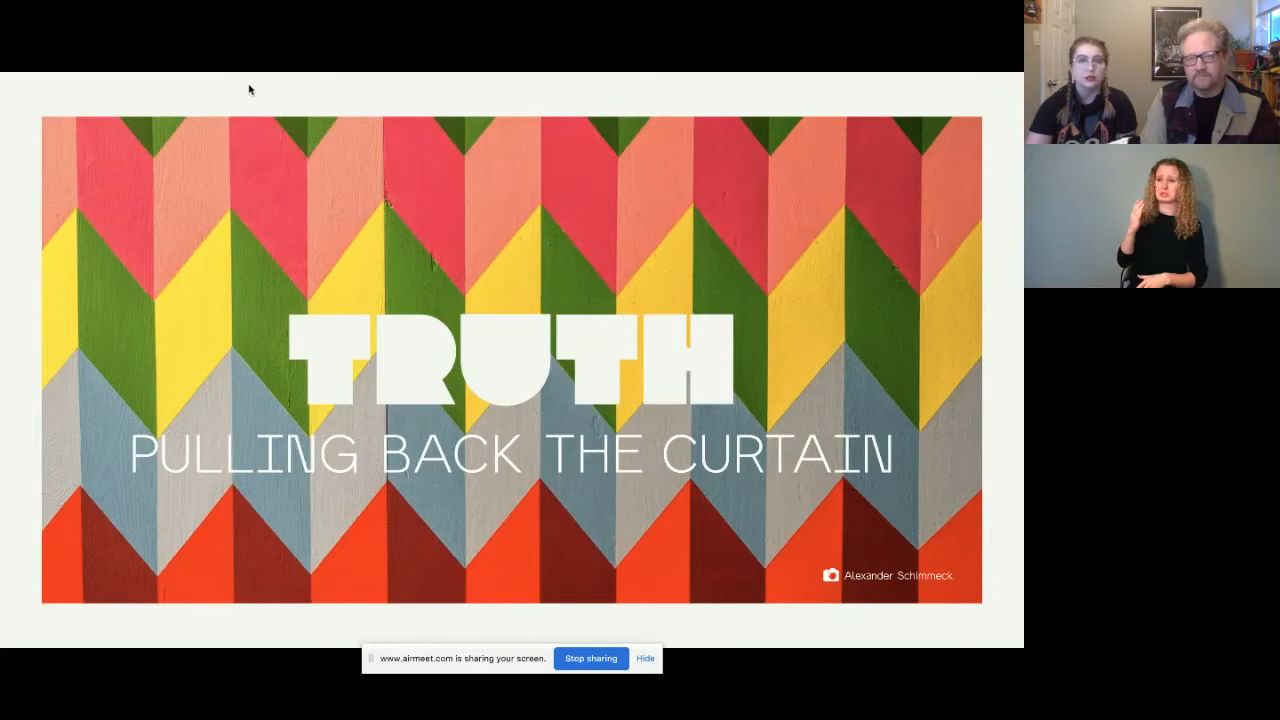 TRUTH
PULLING BACK THE CURTAIN
Alexander Schimmeck
www.airmeet.com is sharing your screen.
Stop sharing
Hide